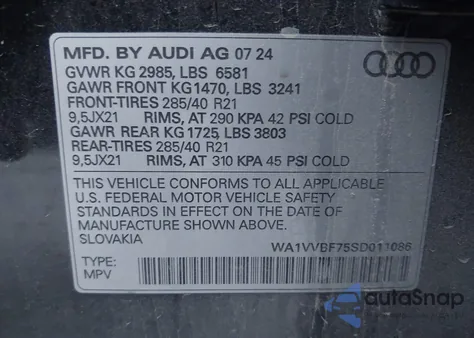 MFD. BY AUDI AG 07 24
GVWR KG 2985, LBS 6581
GAWR FRONT KG1470, LBS 3241
FRONT-TIRES 285/40 R21
9,5JX21 RIMS, AT 290 KPA 42 PSI COLD
GAWR REAR KG 1725, LBS 3803
REAR-TIRES 285/40 R21
9,5JX21 RIMS, AT 310 KPA 45 PSI COLD
THIS VEHICLE CONFORMS TO ALL APPLICABLE
U.S. FEDERAL MOTOR VEHICLE SAFETY
STANDARDS IN EFFECT ON THE DATE OF
MANUFACTURE SHOWN ABOVE.
SLOVAKIA WA1VVBF75SD011086
TYPE:
MPV
autoSnap